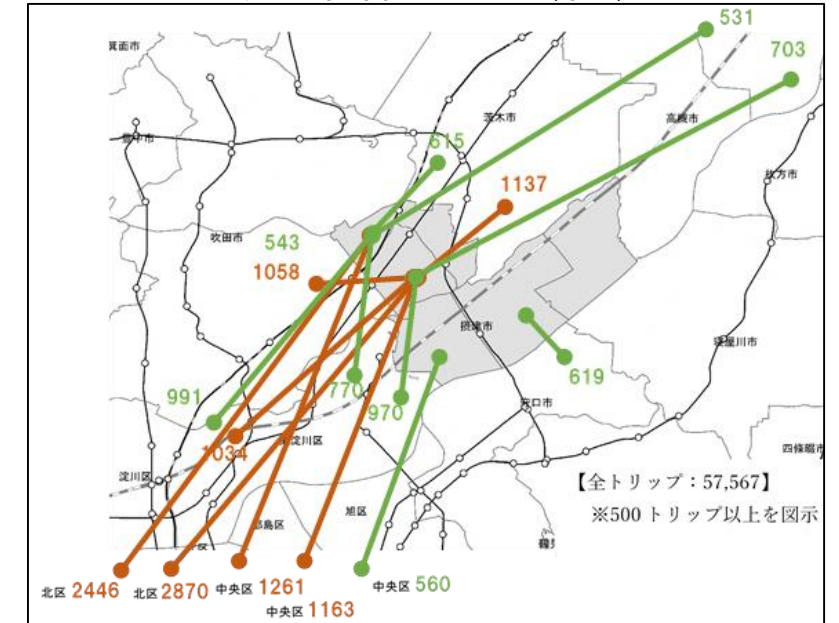 531
箕面市
703
茨木市
高槻市
615
豊中市
枚方市
1137
吹田市
543
1058
摂津市
寝屋川市
619
770
991
970
守口市
1034
淀川区
四條畷市
淀川区
【全トリップ：57,567】
旭区
※500トリップ以上を図示
都島区
北区 2446
北区 2870
中央区 1261
中央区 560
中央区 1163